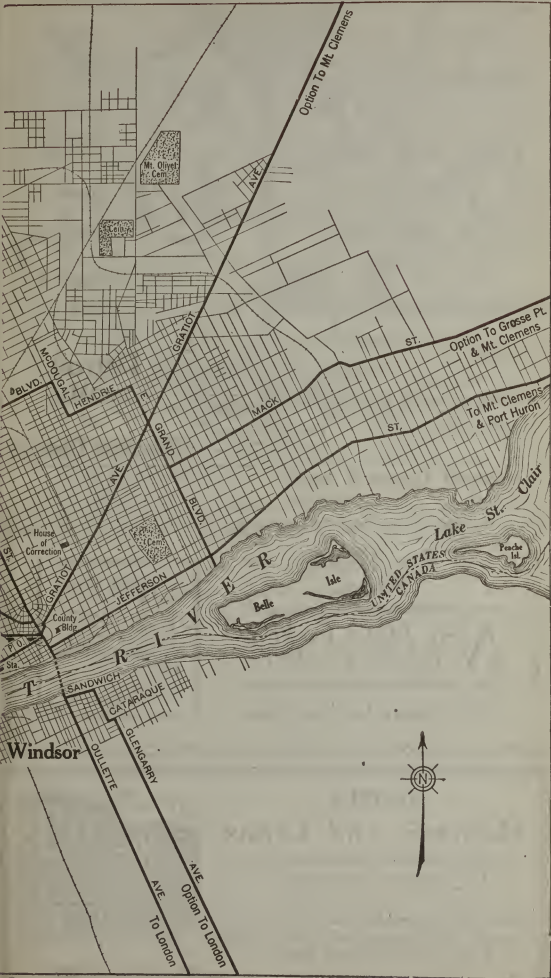 Option To Mt. Clemens
Mt. Olivet
Cem.
Cem.
AVE.
GRATIOT
ST.
Option To Grosse Pt.
& Mt. Clemens
MCDOUGAL
BLVD.
HENDRIE
E.
GRAND
BLVD.
MACK
ST.
To Mt. Clemens
& Port Huron
AVE.
House
of
Correction
Cem.
ST.
GRATIOT
JEFFERSON
Lake St. Clair
Peache
Isl.
UNITED STATES
CANADA
Belle Isle
County
Bldg.
P.O.
Sta.
T RIVER
SANDWICH
CATARAQUE
Windsor
OUILLETTE
GLENGARRY
N
AVE.
To London
AVE.
Option To London